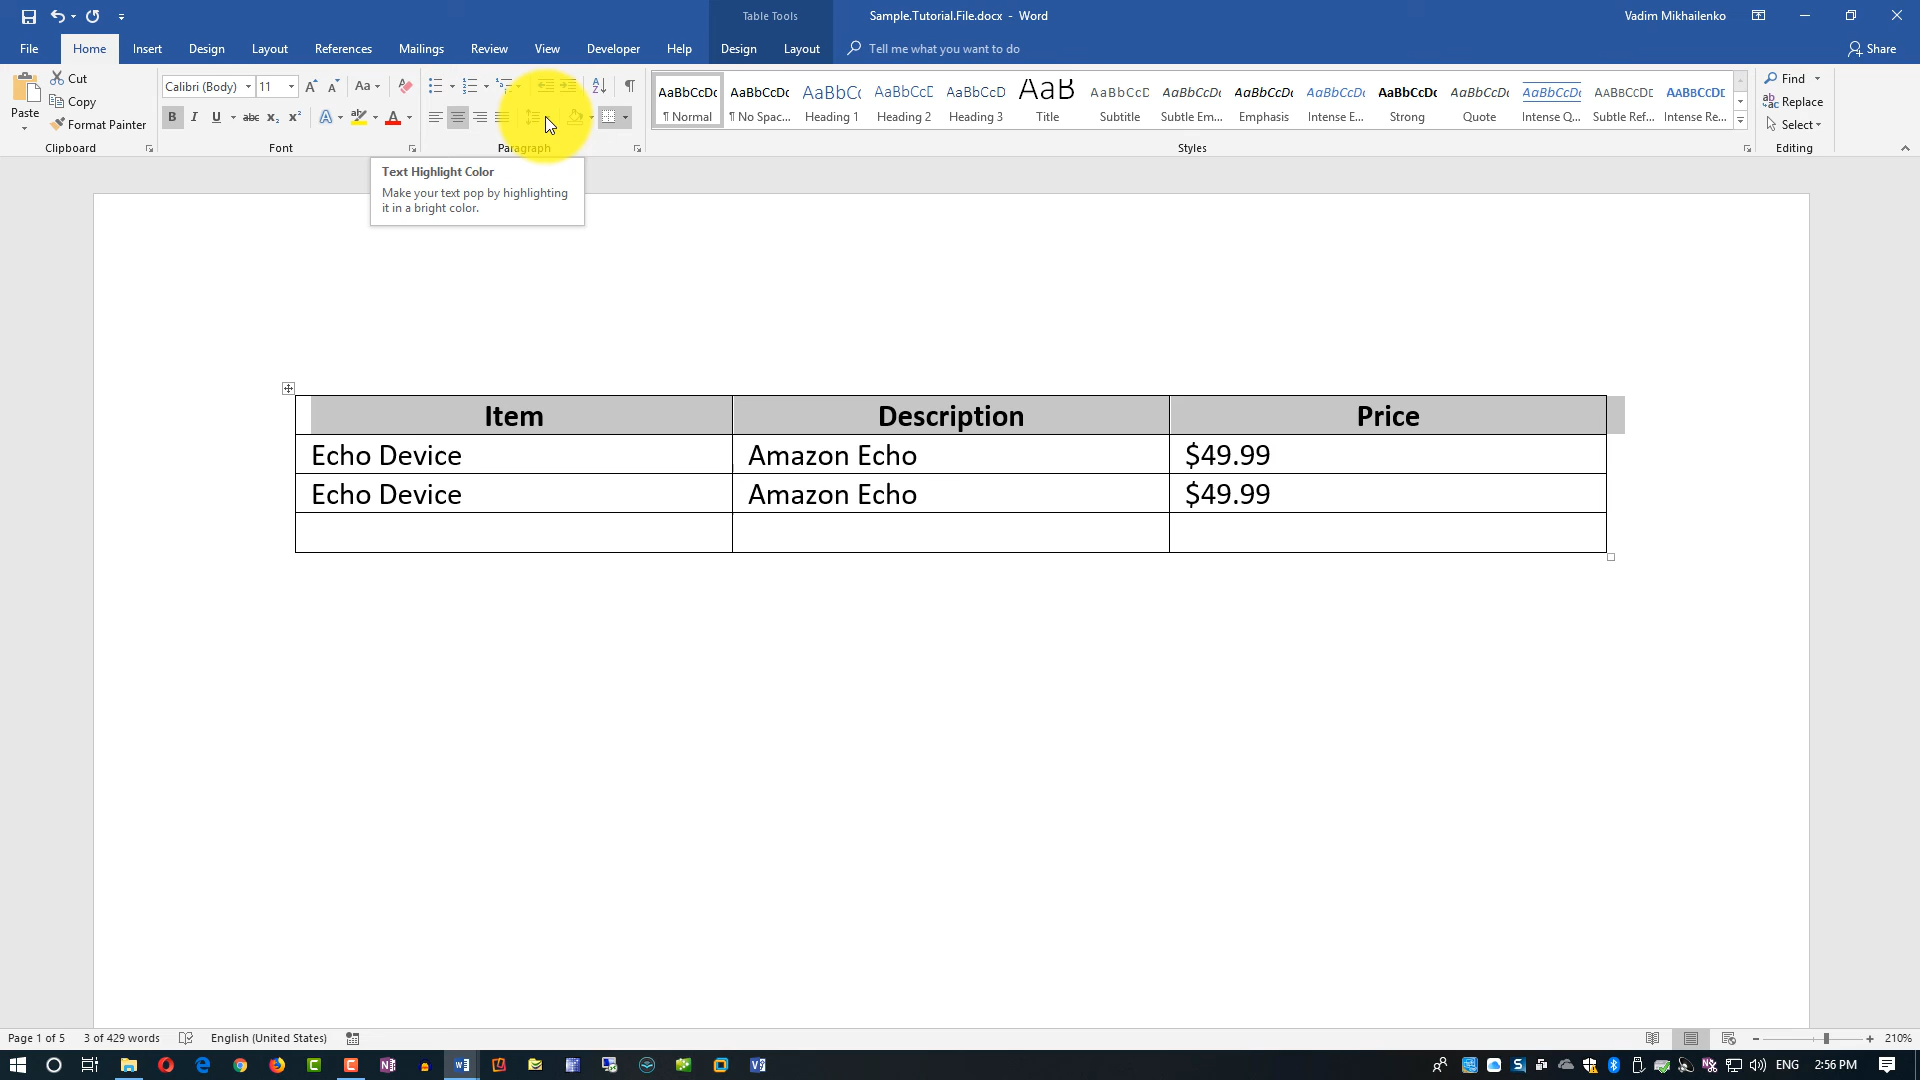 Table Tools
Sample.Tutorial.File.docx - Word
Vadim Mikhailenko
File Home Insert Design Layout References Mailings Review View Developer Help Design Layout Tell me what you want to do Share
Paste
Cut
Copy
Format Painter
Clipboard
Calibri (Body) 11 Aa
B I U abc x₂ x² A ab A
Font
Paragraph
AaBbCcDc AaBbCcDc AaBbCc AaBbCcD AaBbCcD AaB AaBbCcD AaBbCcDc AaBbCcDc AaBbCcDc AaBbCcDc AaBbCcDc AaBbCcDc AABBCCDE AABBCCDE
¶ Normal ¶ No Spac... Heading 1 Heading 2 Heading 3 Title Subtitle Subtle Em... Emphasis Intense E... Strong Quote Intense Q... Subtle Ref... Intense Re...
Styles
Find
Replace
Select
Editing
Text Highlight Color
Make your text pop by highlighting
it in a bright color.
Item Description Price
Echo Device Amazon Echo $49.99
Echo Device Amazon Echo $49.99
Page 1 of 5 3 of 429 words English (United States) 210%
ENG 2:56 PM